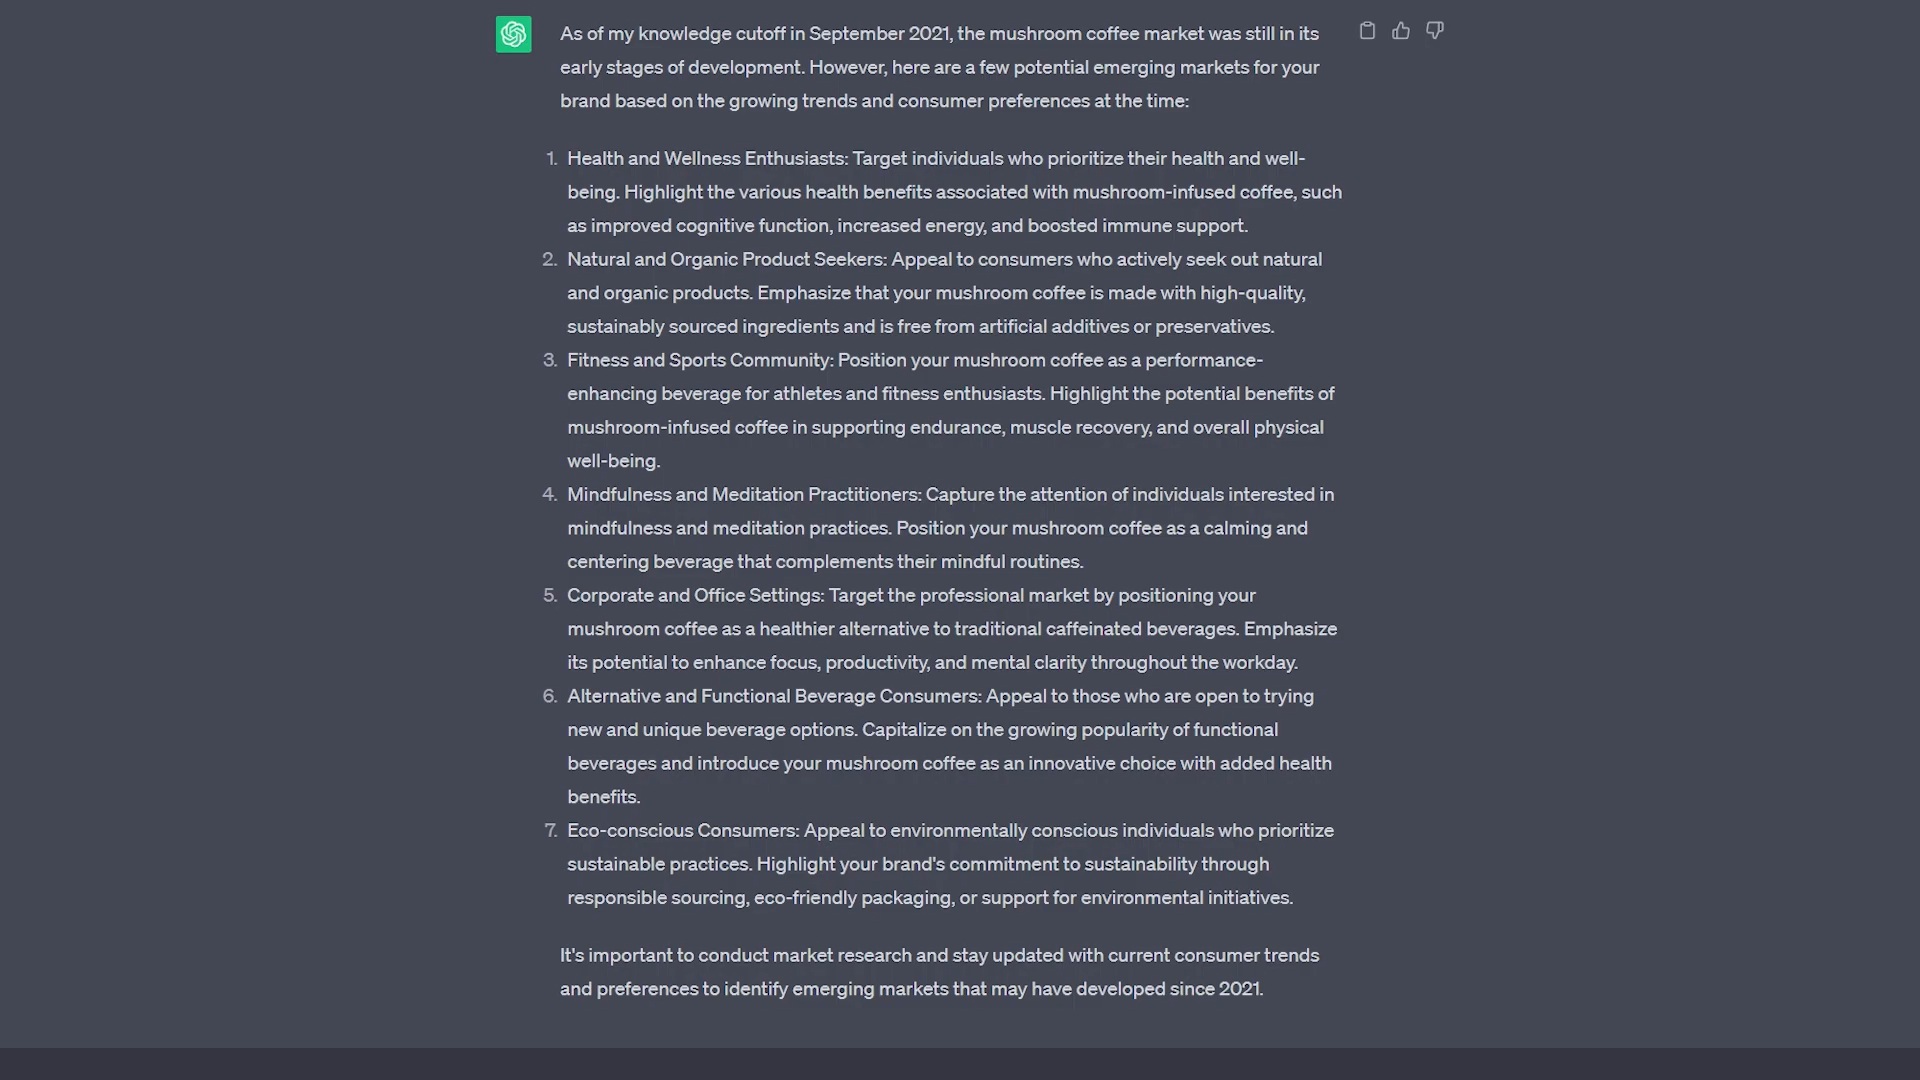 As of my knowledge cutoff in September 2021, the mushroom coffee market was still in its
early stages of development. However, here are a few potential emerging markets for your
brand based on the growing trends and consumer preferences at the time:
1. Health and Wellness Enthusiasts: Target individuals who prioritize their health and well-
being. Highlight the various health benefits associated with mushroom-infused coffee, such
as improved cognitive function, increased energy, and boosted immune support.
2. Natural and Organic Product Seekers: Appeal to consumers who actively seek out natural
and organic products. Emphasize that your mushroom coffee is made with high-quality,
sustainably sourced ingredients and is free from artificial additives or preservatives.
3. Fitness and Sports Community: Position your mushroom coffee as a performance-
enhancing beverage for athletes and fitness enthusiasts. Highlight the potential benefits of
mushroom-infused coffee in supporting endurance, muscle recovery, and overall physical
well-being.
4. Mindfulness and Meditation Practitioners: Capture the attention of individuals interested in
mindfulness and meditation practices. Position your mushroom coffee as a calming and
centering beverage that complements their mindful routines.
5. Corporate and Office Settings: Target the professional market by positioning your
mushroom coffee as a healthier alternative to traditional caffeinated beverages. Emphasize
its potential to enhance focus, productivity, and mental clarity throughout the workday.
6. Alternative and Functional Beverage Consumers: Appeal to those who are open to trying
new and unique beverage options. Capitalize on the growing popularity of functional
beverages and introduce your mushroom coffee as an innovative choice with added health
benefits.
7. Eco-conscious Consumers: Appeal to environmentally conscious individuals who prioritize
sustainable practices. Highlight your brand's commitment to sustainability through
responsible sourcing, eco-friendly packaging, or support for environmental initiatives.
It's important to conduct market research and stay updated with current consumer trends
and preferences to identify emerging markets that may have developed since 2021.